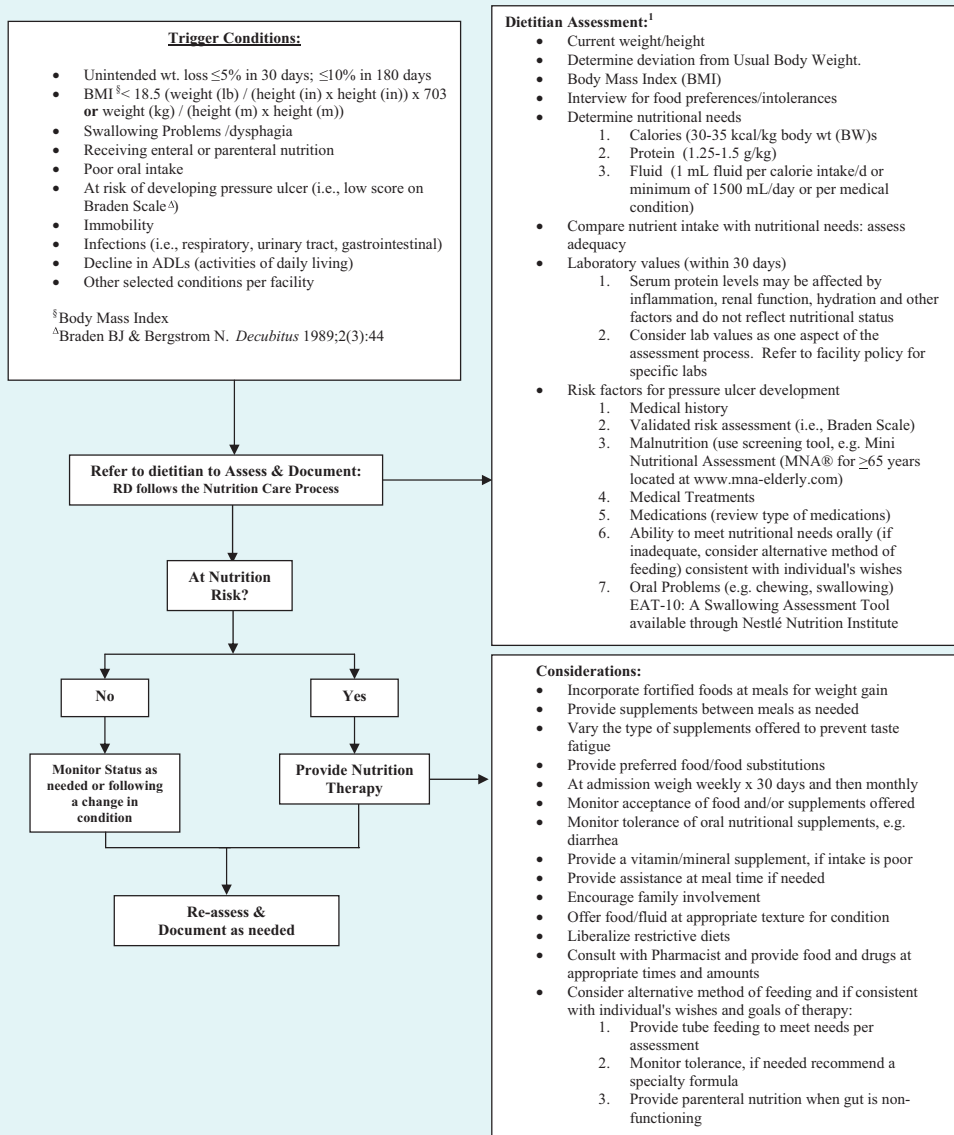 Trigger Conditions:
• Unintended wt. loss ≤5% in 30 days; ≤10% in 180 days
• BMI §< 18.5 (weight (lb) / (height (in) x height (in)) x 703
or weight (kg) / (height (m) x height (m))
• Swallowing Problems /dysphagia
• Receiving enteral or parenteral nutrition
• Poor oral intake
• At risk of developing pressure ulcer (i.e., low score on
Braden Scale Δ)
• Immobility
• Infections (i.e., respiratory, urinary tract, gastrointestinal)
• Decline in ADLs (activities of daily living)
• Other selected conditions per facility
§Body Mass Index
ΔBraden BJ & Bergstrom N. Decubitus 1989;2(3):44
Refer to dietitian to Assess & Document:
RD follows the Nutrition Care Process
At Nutrition
Risk?
No
Yes
Monitor Status as
needed or following
a change in
condition
Provide Nutrition
Therapy
Re-assess &
Document as needed
Dietitian Assessment:1
• Current weight/height
• Determine deviation from Usual Body Weight.
• Body Mass Index (BMI)
• Interview for food preferences/intolerances
• Determine nutritional needs
1. Calories (30-35 kcal/kg body wt (BW)s
2. Protein (1.25-1.5 g/kg)
3. Fluid (1 mL fluid per calorie intake/d or
minimum of 1500 mL/day or per medical
condition)
• Compare nutrient intake with nutritional needs: assess
adequacy
• Laboratory values (within 30 days)
1. Serum protein levels may be affected by
inflammation, renal function, hydration and other
factors and do not reflect nutritional status
2. Consider lab values as one aspect of the
assessment process. Refer to facility policy for
specific labs
• Risk factors for pressure ulcer development
1. Medical history
2. Validated risk assessment (i.e., Braden Scale)
3. Malnutrition (use screening tool, e.g. Mini
Nutritional Assessment (MNA® for ≥65 years
located at www.mna-elderly.com)
4. Medical Treatments
5. Medications (review type of medications)
6. Ability to meet nutritional needs orally (if
inadequate, consider alternative method of
feeding) consistent with individual's wishes
7. Oral Problems (e.g. chewing, swallowing)
EAT-10: A Swallowing Assessment Tool
available through Nestlé Nutrition Institute
Considerations:
• Incorporate fortified foods at meals for weight gain
• Provide supplements between meals as needed
• Vary the type of supplements offered to prevent taste
fatigue
• Provide preferred food/food substitutions
• At admission weigh weekly x 30 days and then monthly
• Monitor acceptance of food and/or supplements offered
• Monitor tolerance of oral nutritional supplements, e.g.
diarrhea
• Provide a vitamin/mineral supplement, if intake is poor
• Provide assistance at meal time if needed
• Encourage family involvement
• Offer food/fluid at appropriate texture for condition
• Liberalize restrictive diets
• Consult with Pharmacist and provide food and drugs at
appropriate times and amounts
• Consider alternative method of feeding and if consistent
with individual's wishes and goals of therapy:
1. Provide tube feeding to meet needs per
assessment
2. Monitor tolerance, if needed recommend a
specialty formula
3. Provide parenteral nutrition when gut is non-
functioning